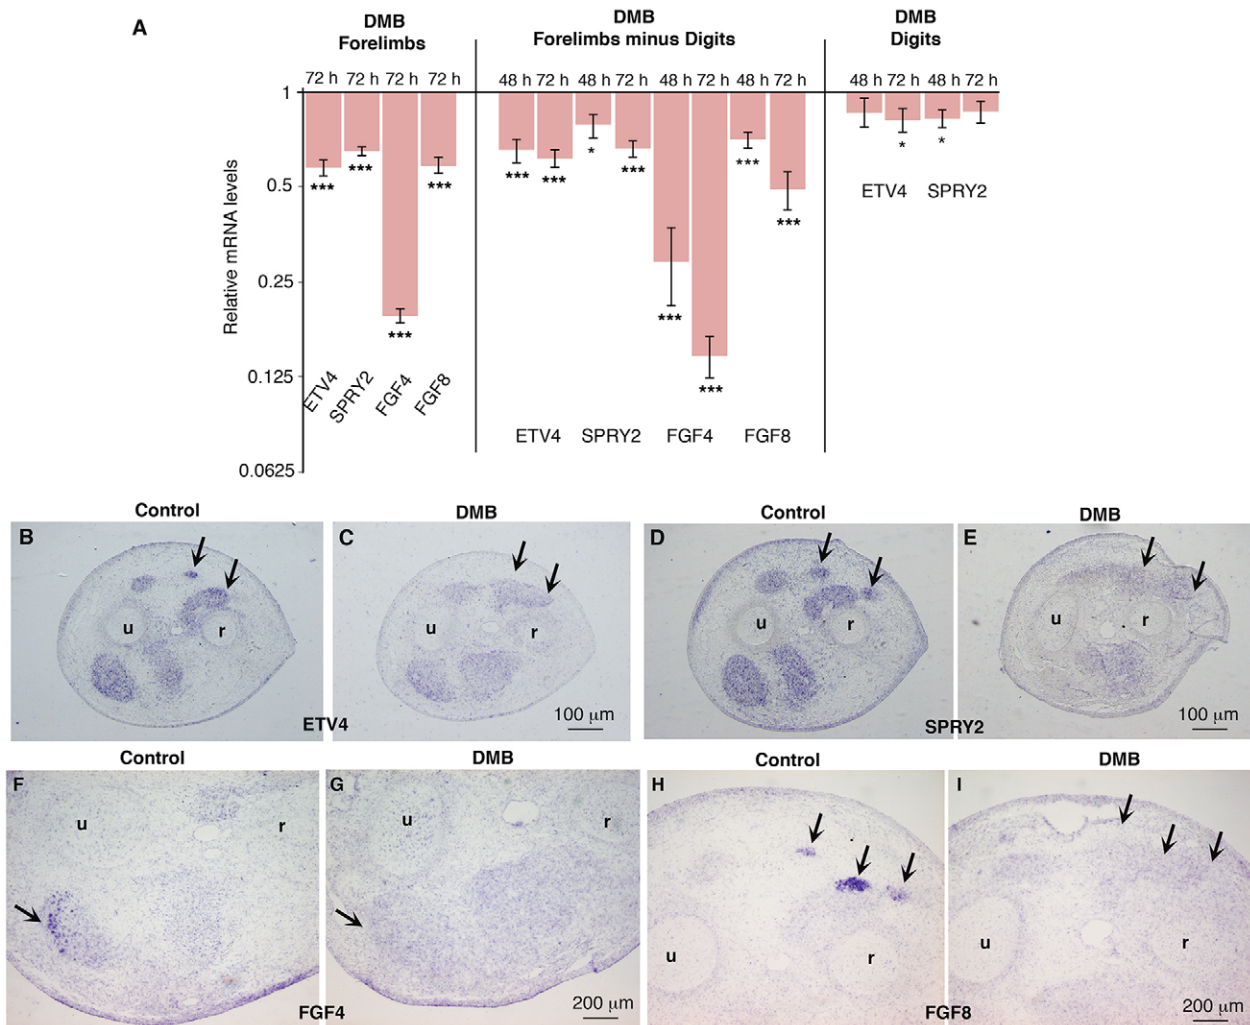 A
DMB
Forelimbs
DMB
Forelimbs minus Digits
DMB
Digits
72 h 72 h 72 h 72 h
48 h 72 h 48 h 72 h 48 h 72 h 48 h 72 h
48 h 72 h 48 h 72 h
Relative mRNA levels
1
0.5
0.25
0.125
0.0625
*** *** *** ***
*** *** * *** *** *** *** ***
* *
ETV4 SPRY2 FGF4 FGF8
ETV4 SPRY2 FGF4 FGF8
ETV4 SPRY2
Control DMB Control DMB
B C D E
u r u r u r u r
100 µm 100 µm
ETV4 SPRY2
Control DMB Control DMB
F G H I
u r u r u r u r
200 µm 200 µm
FGF4 FGF8